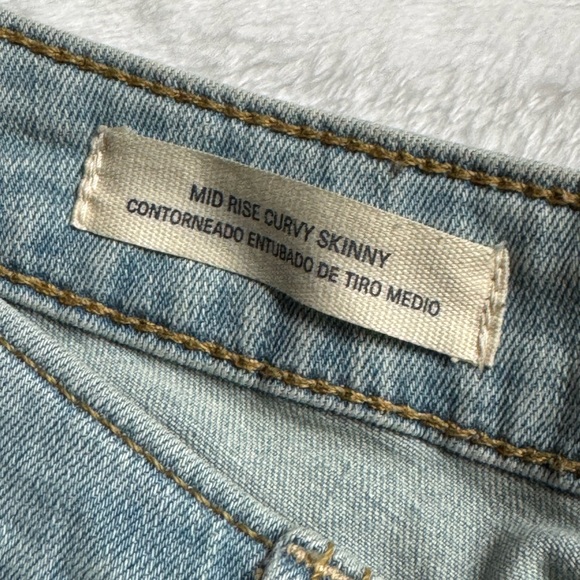 MID RISE CURVY SKINNY
CONTORNEADO ENTUBADO DE TIRO MEDIO